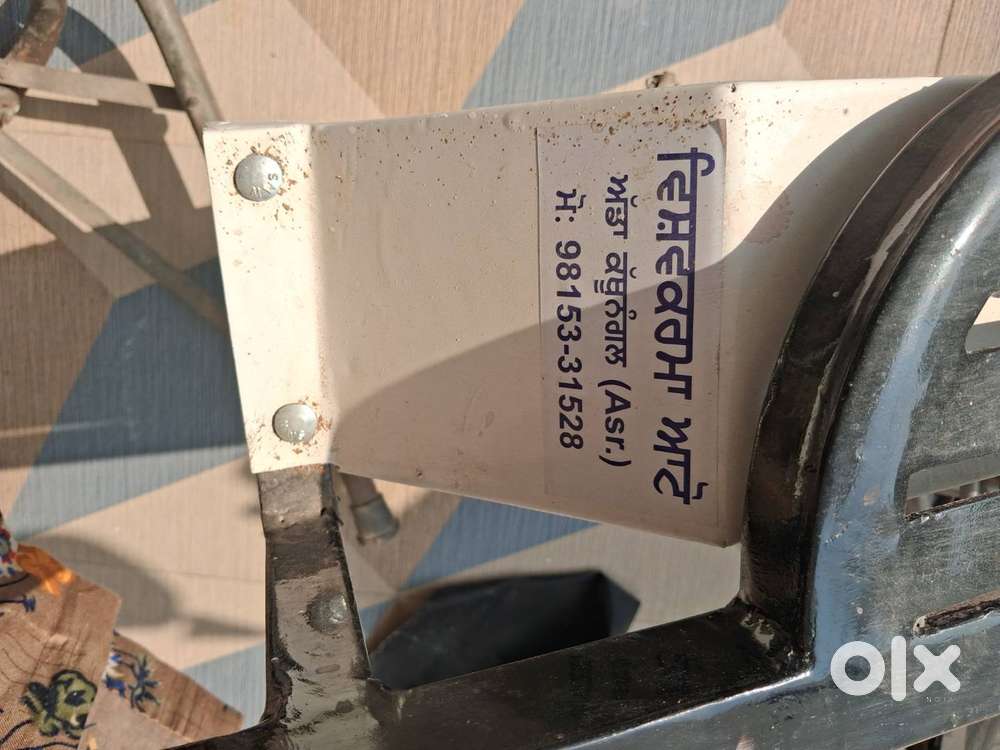 ਵਿਸ਼ਵਕਰਮਾ ਆਟੋ
ਅੱਡਾ ਕੱਥੂਨੰਗਲ (Asr.)
ਮੋ: 98153-31528
olx